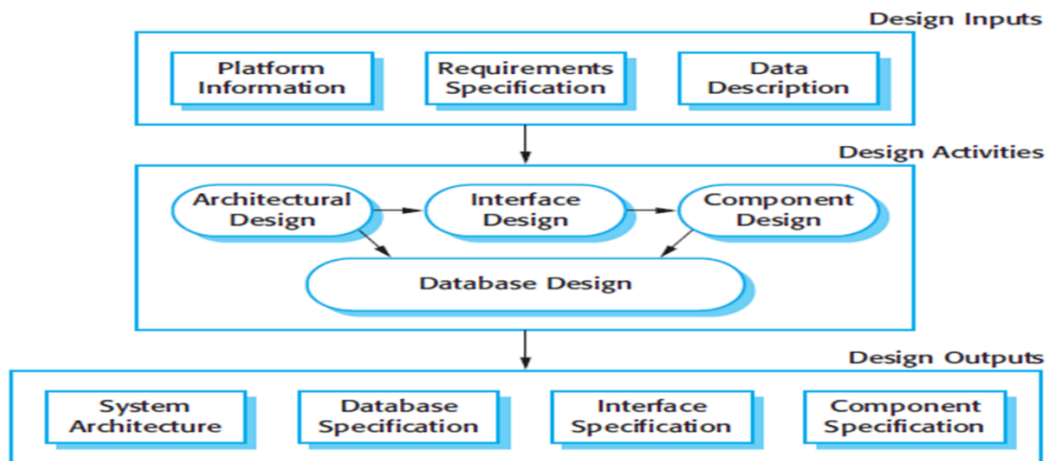 Design Inputs
Platform
Information
Requirements
Specification
Data
Description
Design Activities
Architectural
Design
Interface
Design
Component
Design
Database Design
Design Outputs
System
Architecture
Database
Specification
Interface
Specification
Component
Specification